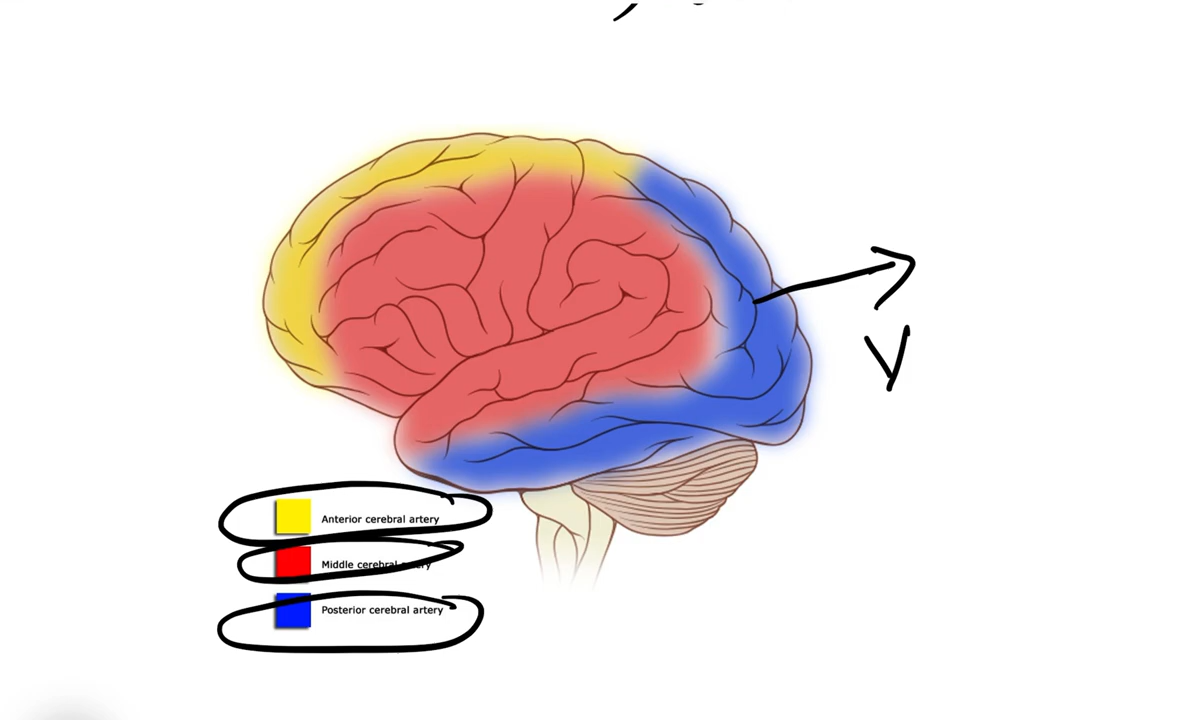 V
Anterior cerebral artery
Middle cerebral artery
Posterior cerebral artery